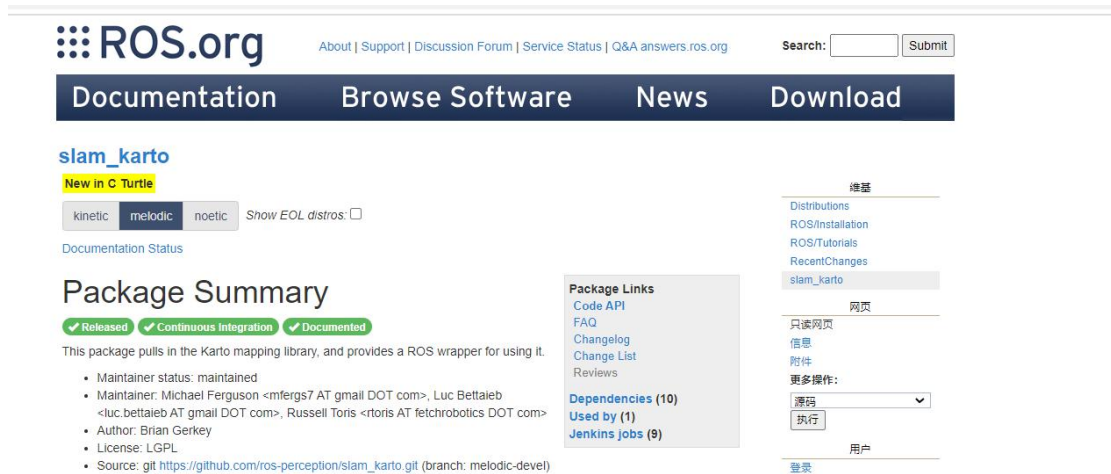 ROS.org
About | Support | Discussion Forum | Service Status | Q&A answers.ros.org
Search:
Submit
Documentation
Browse Software
News
Download
slam_karto
New in C Turtle
kinetic
melodic
noetic
Show EOL distros:
Documentation Status
Package Summary
Released
Continuous Integration
Documented
This package pulls in the Karto mapping library, and provides a ROS wrapper for using it.
• Maintainer status: maintained
• Maintainer: Michael Ferguson <mfergs7 AT gmail DOT com>, Luc Bettaieb
<luc.bettaieb AT gmail DOT com>, Russell Toris <rtoris AT fetchrobotics DOT com>
• Author: Brian Gerkey
• License: LGPL
• Source: git https://github.com/ros-perception/slam_karto.git (branch: melodic-devel)
Package Links
Code API
FAQ
Changelog
Change List
Reviews
Dependencies (10)
Used by (1)
Jenkins jobs (9)
维基
Distributions
ROS/Installation
ROS/Tutorials
RecentChanges
slam_karto
网页
只读网页
信息
附件
更多操作:
源码
执行
用户
登录